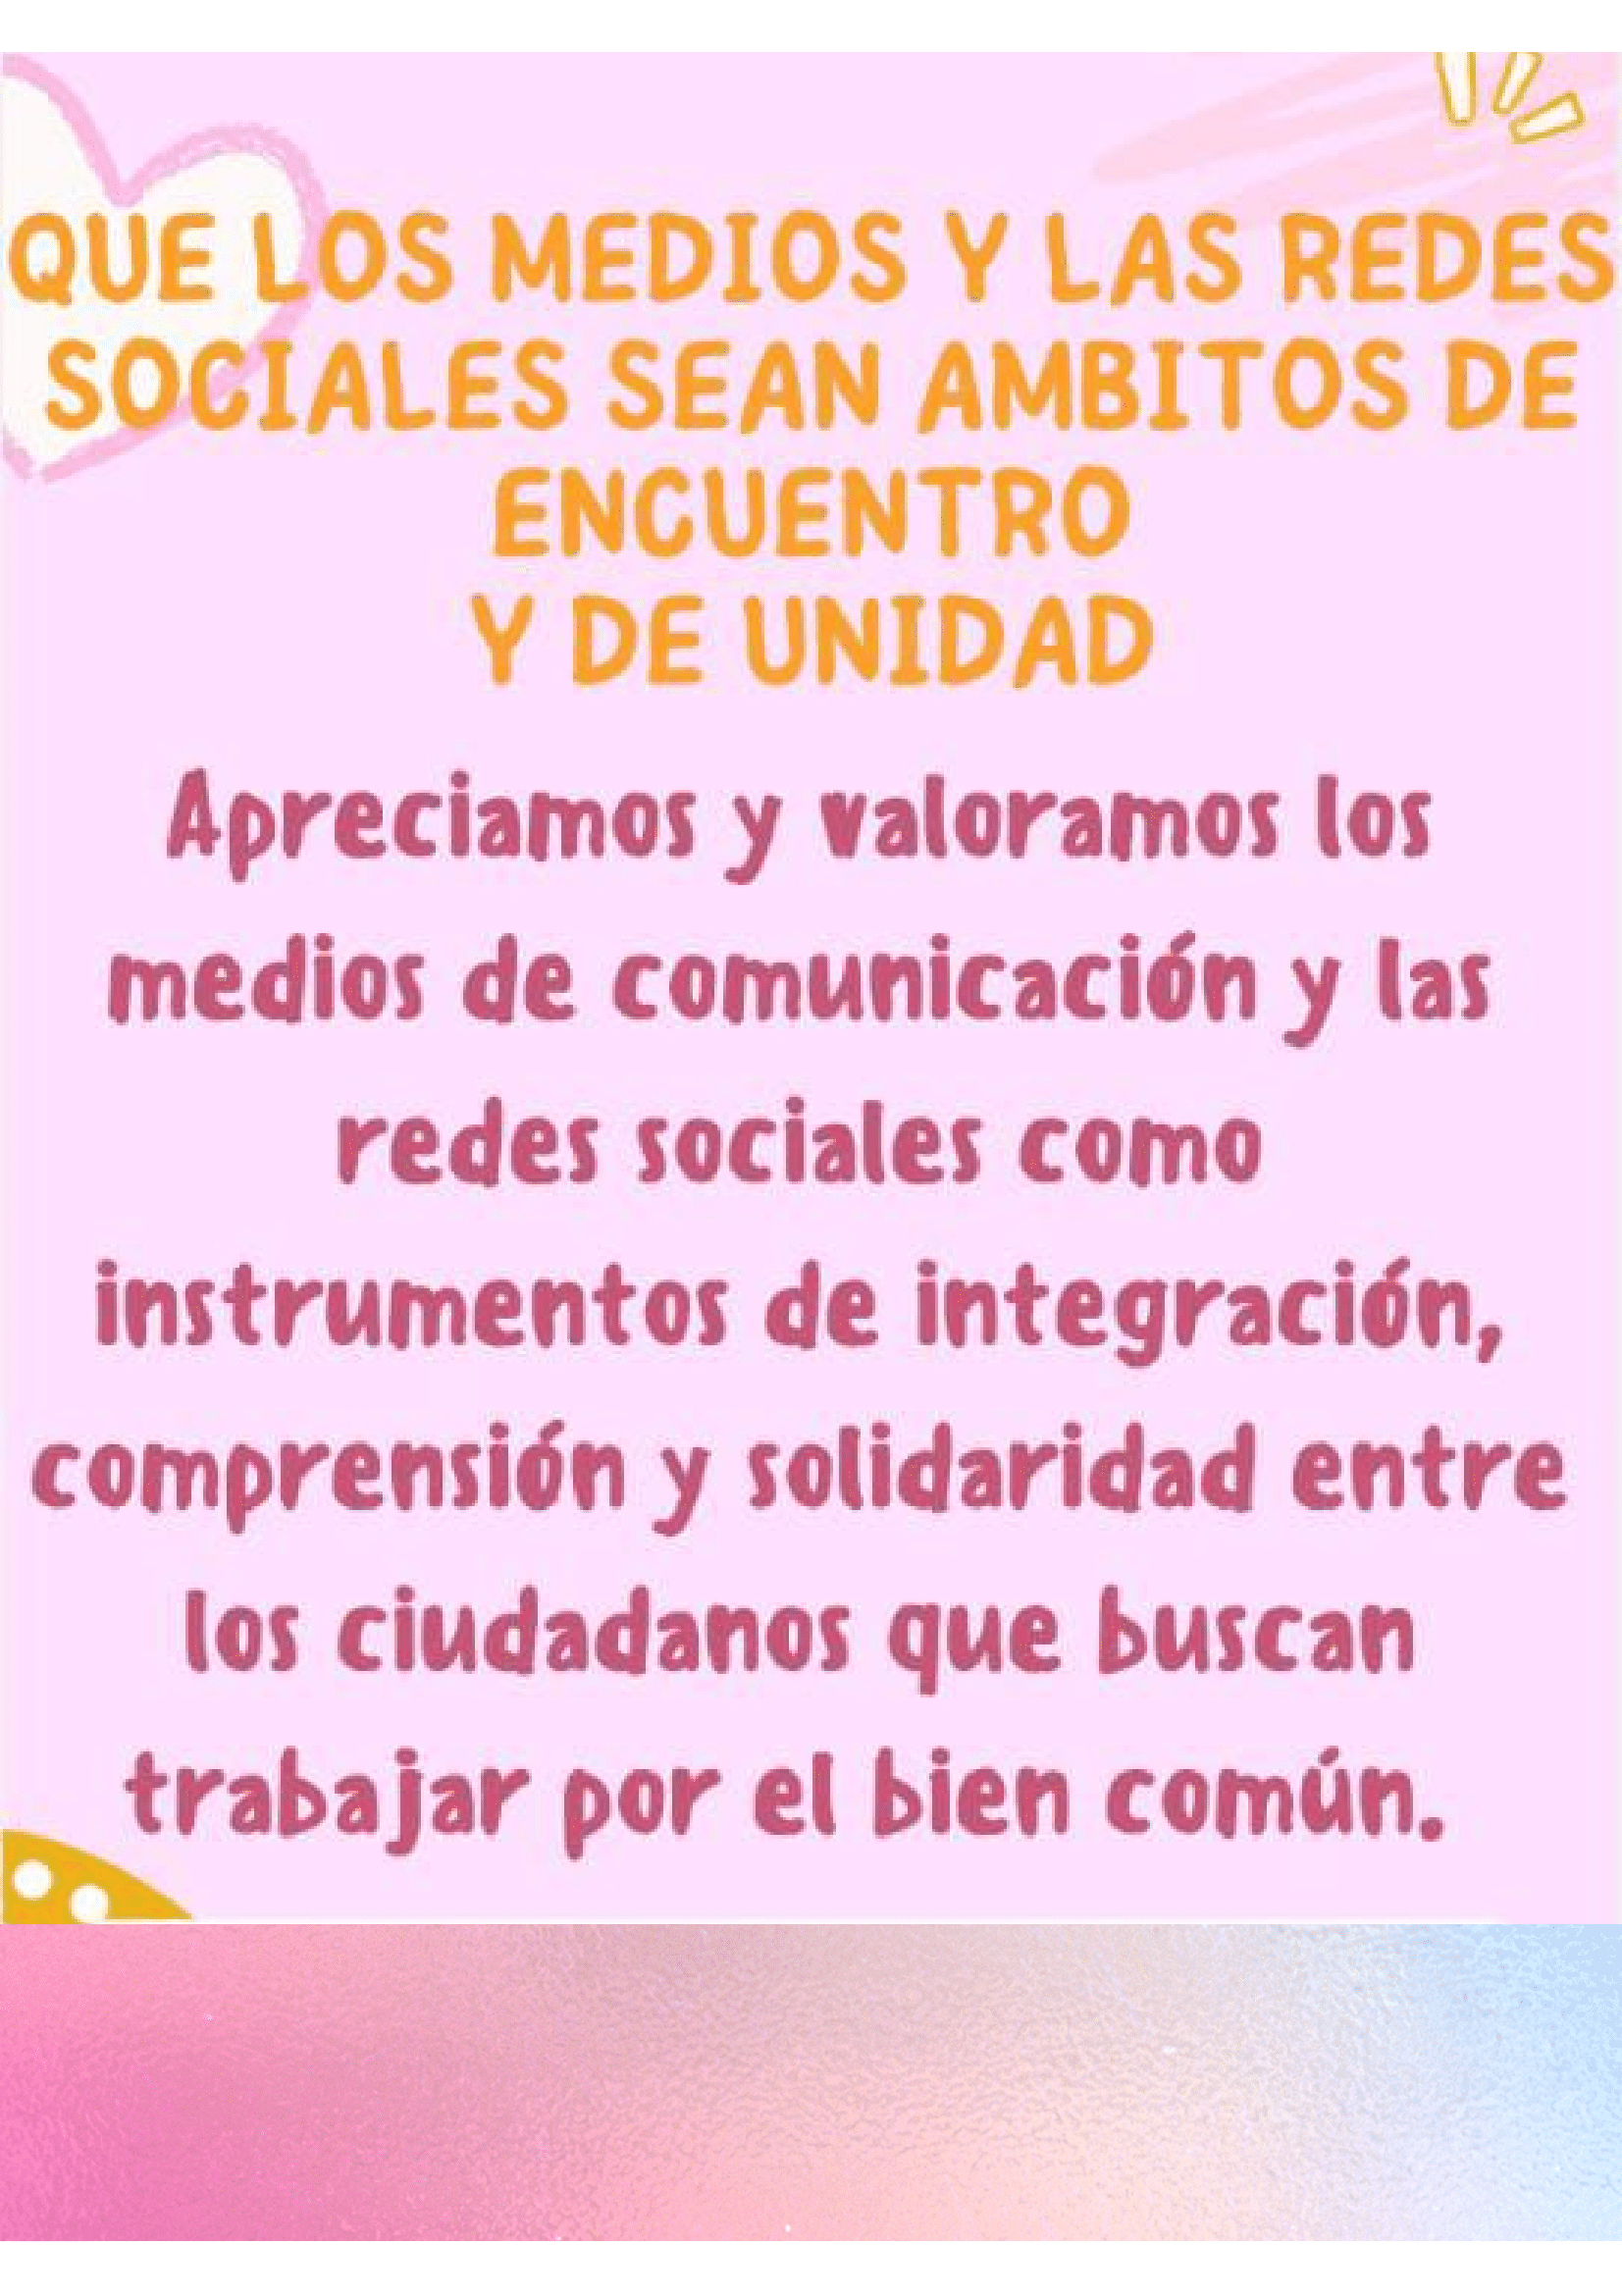 QUE LOS MEDIOS Y LAS REDES
SOCIALES SEAN AMBITOS DE
ENCUENTRO
Y DE UNIDAD
Apreciamos y valoramos los
medios de comunicación y las
redes sociales como
instrumentos de integración,
comprensión y solidaridad entre
los ciudadanos que buscan
trabajar por el bien común.